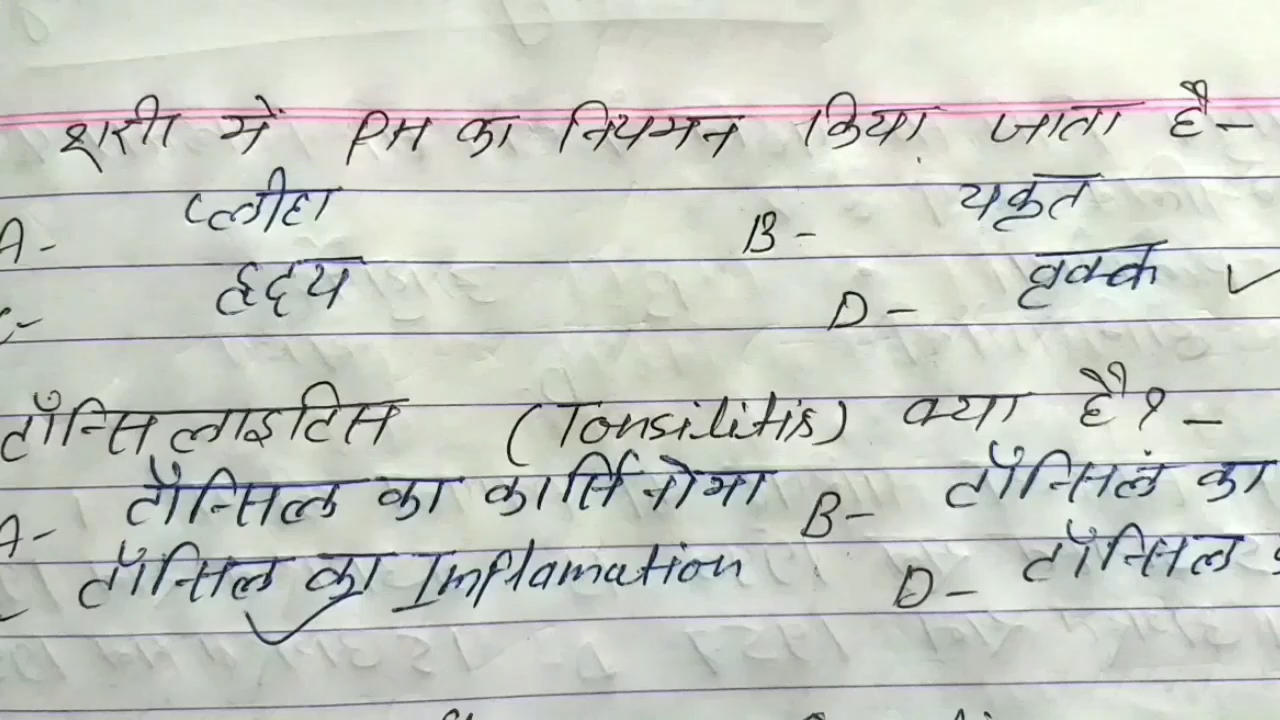 शरीर में PH का नियमन किया जाता है-
A- प्लीहा B- यकृत
C- हृदय D- वृक्क ✓
टॉन्सिलाइटिस (Tonsilitis) क्या है? -
A- टॉन्सिल का कार्सिनोमा B- टॉन्सिल का
टॉन्सिल का Inflamation D- टॉन्सिल